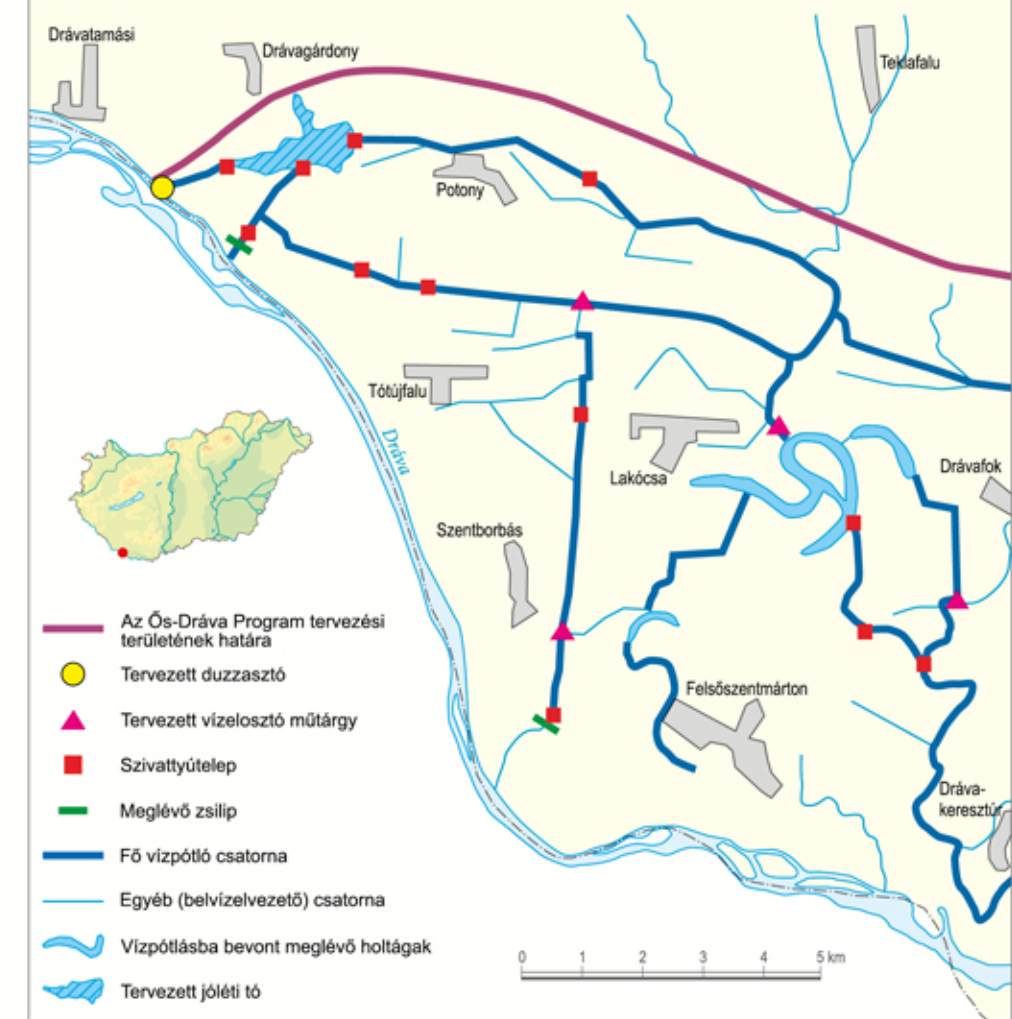 Drávatamási
Drávagárdony
Teklafalu
Potony
Tótújfalu
Dráva
Lakócsa
Drávafok
Szentborbás
Felsőszentmárton
Dráva-
keresztúr
Az Ős-Dráva Program tervezési
területének határa
Tervezett duzzasztó
Tervezett vízelosztó műtárgy
Szivattyútelep
Meglévő zsilip
Fő vízpótló csatorna
Egyéb (belvízelvezető) csatorna
Vízpótlásba bevont meglévő holtágak
Tervezett jóléti tó
0 1 2 3 4 5 km